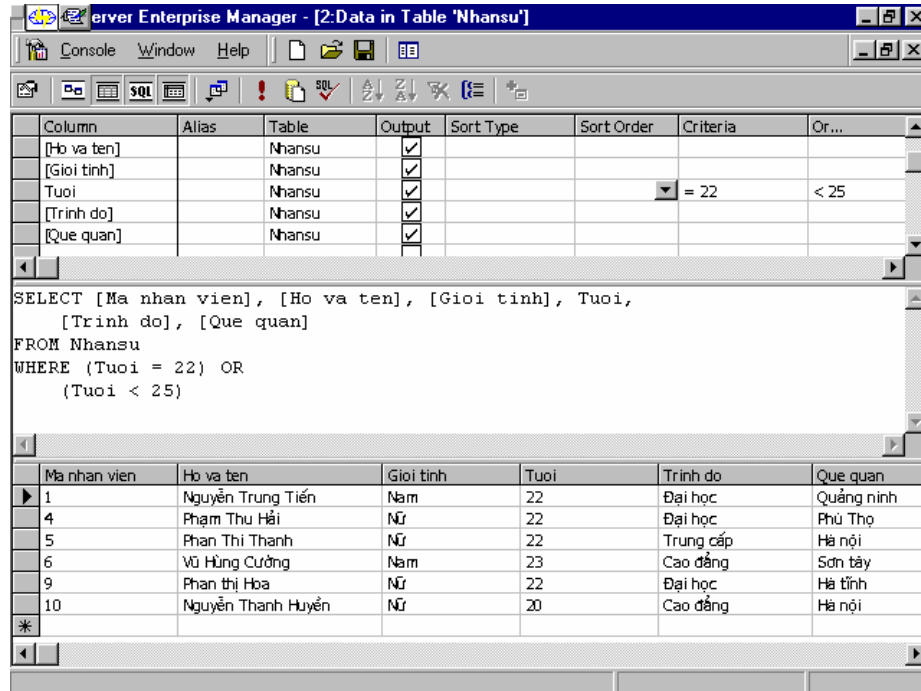 erver Enterprise Manager - [2:Data in Table 'Nhansu']
Console Window Help
SQL SQL
Column Alias Table Output Sort Type Sort Order Criteria Or...
[Ho va ten] Nhansu
[Gioi tinh] Nhansu
Tuoi Nhansu = 22 < 25
[Trinh do] Nhansu
[Que quan] Nhansu
SELECT [Ma nhan vien], [Ho va ten], [Gioi tinh], Tuoi,
[Trinh do], [Que quan]
FROM Nhansu
WHERE (Tuoi = 22) OR
(Tuoi < 25)
Ma nhan vien Ho va ten Gioi tinh Tuoi Trinh do Que quan
1 Nguyễn Trung Tiến Nam 22 Đại học Quảng ninh
4 Phạm Thu Hải Nữ 22 Đại học Phú Thọ
5 Phan Thi Thanh Nữ 22 Trung cấp Hà nội
6 Vũ Hùng Cường Nam 23 Cao đẳng Sơn tây
9 Phan thị Hoa Nữ 22 Đại học Hà tĩnh
10 Nguyễn Thanh Huyền Nữ 20 Cao đẳng Hà nội